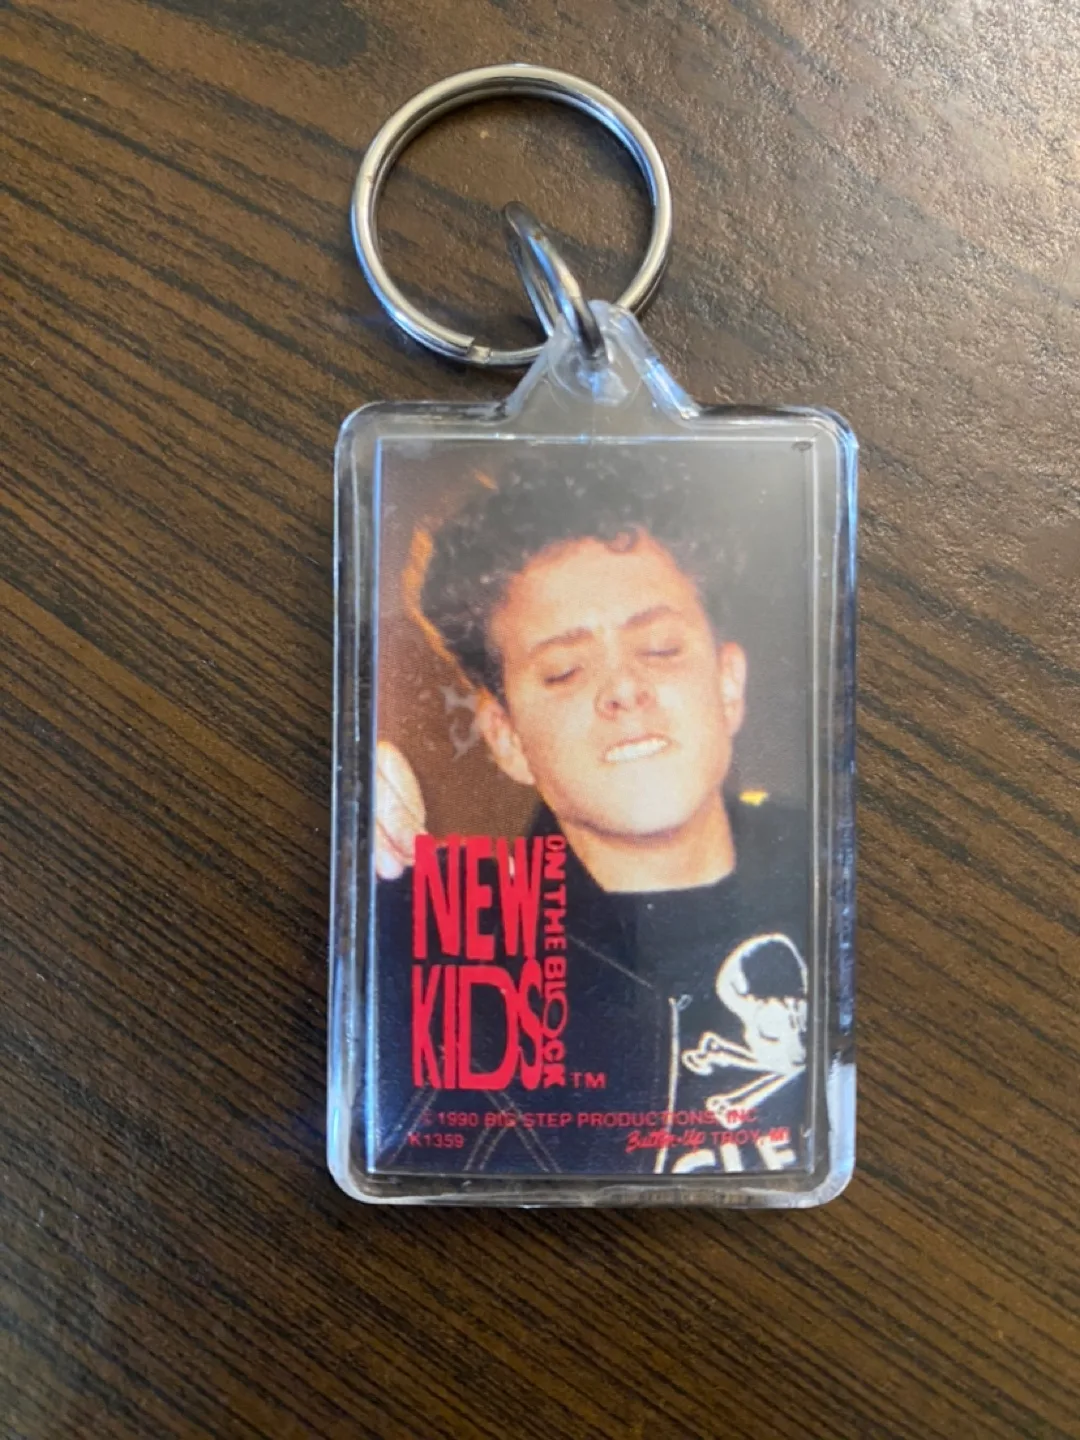 NEW
KIDS
ON THE BLOCK
TM
© 1990 BIG STEP PRODUCTIONS, INC.
K1359
Button-Up TROY, MI